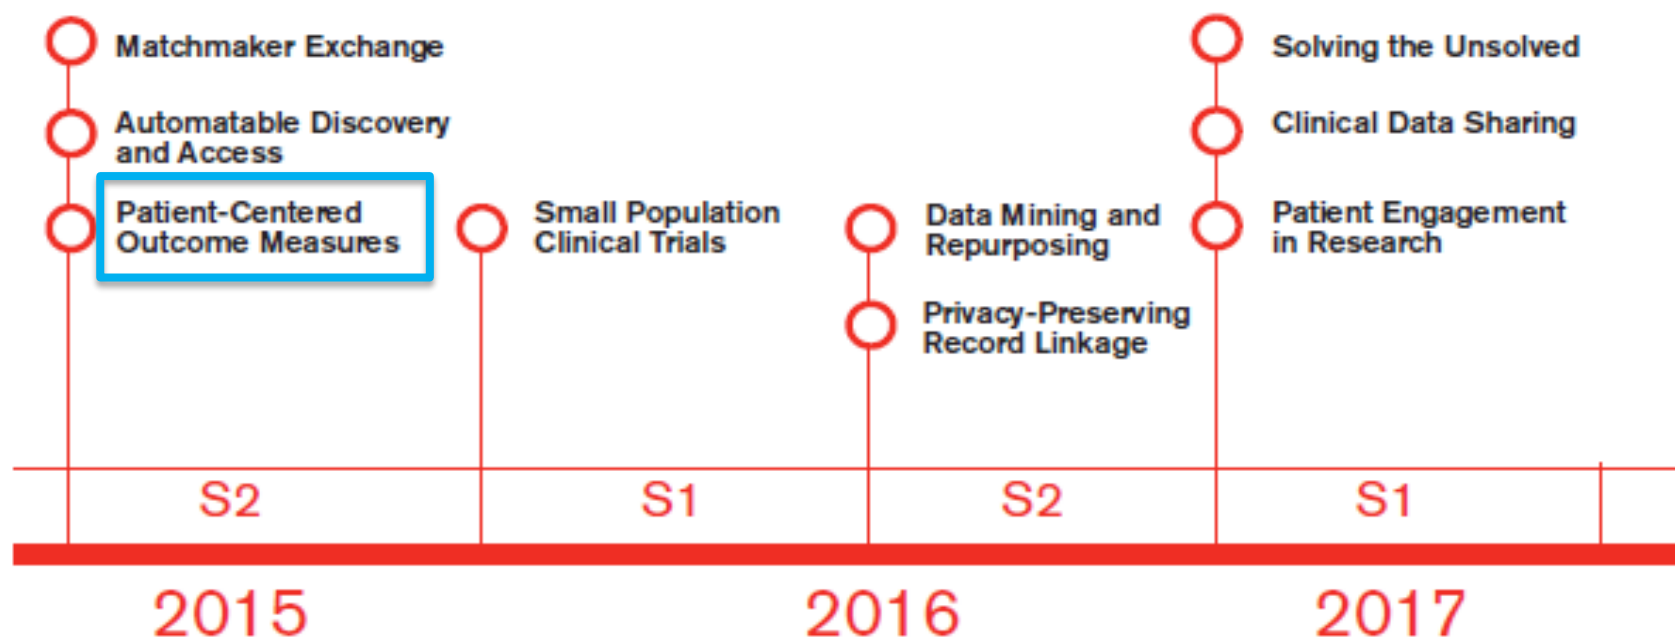 Matchmaker Exchange
Automatable Discovery
and Access
Patient-Centered
Outcome Measures
Small Population
Clinical Trials
Data Mining and
Repurposing
Privacy-Preserving
Record Linkage
Solving the Unsolved
Clinical Data Sharing
Patient Engagement
in Research
S2
S1
S2
S1
2015
2016
2017